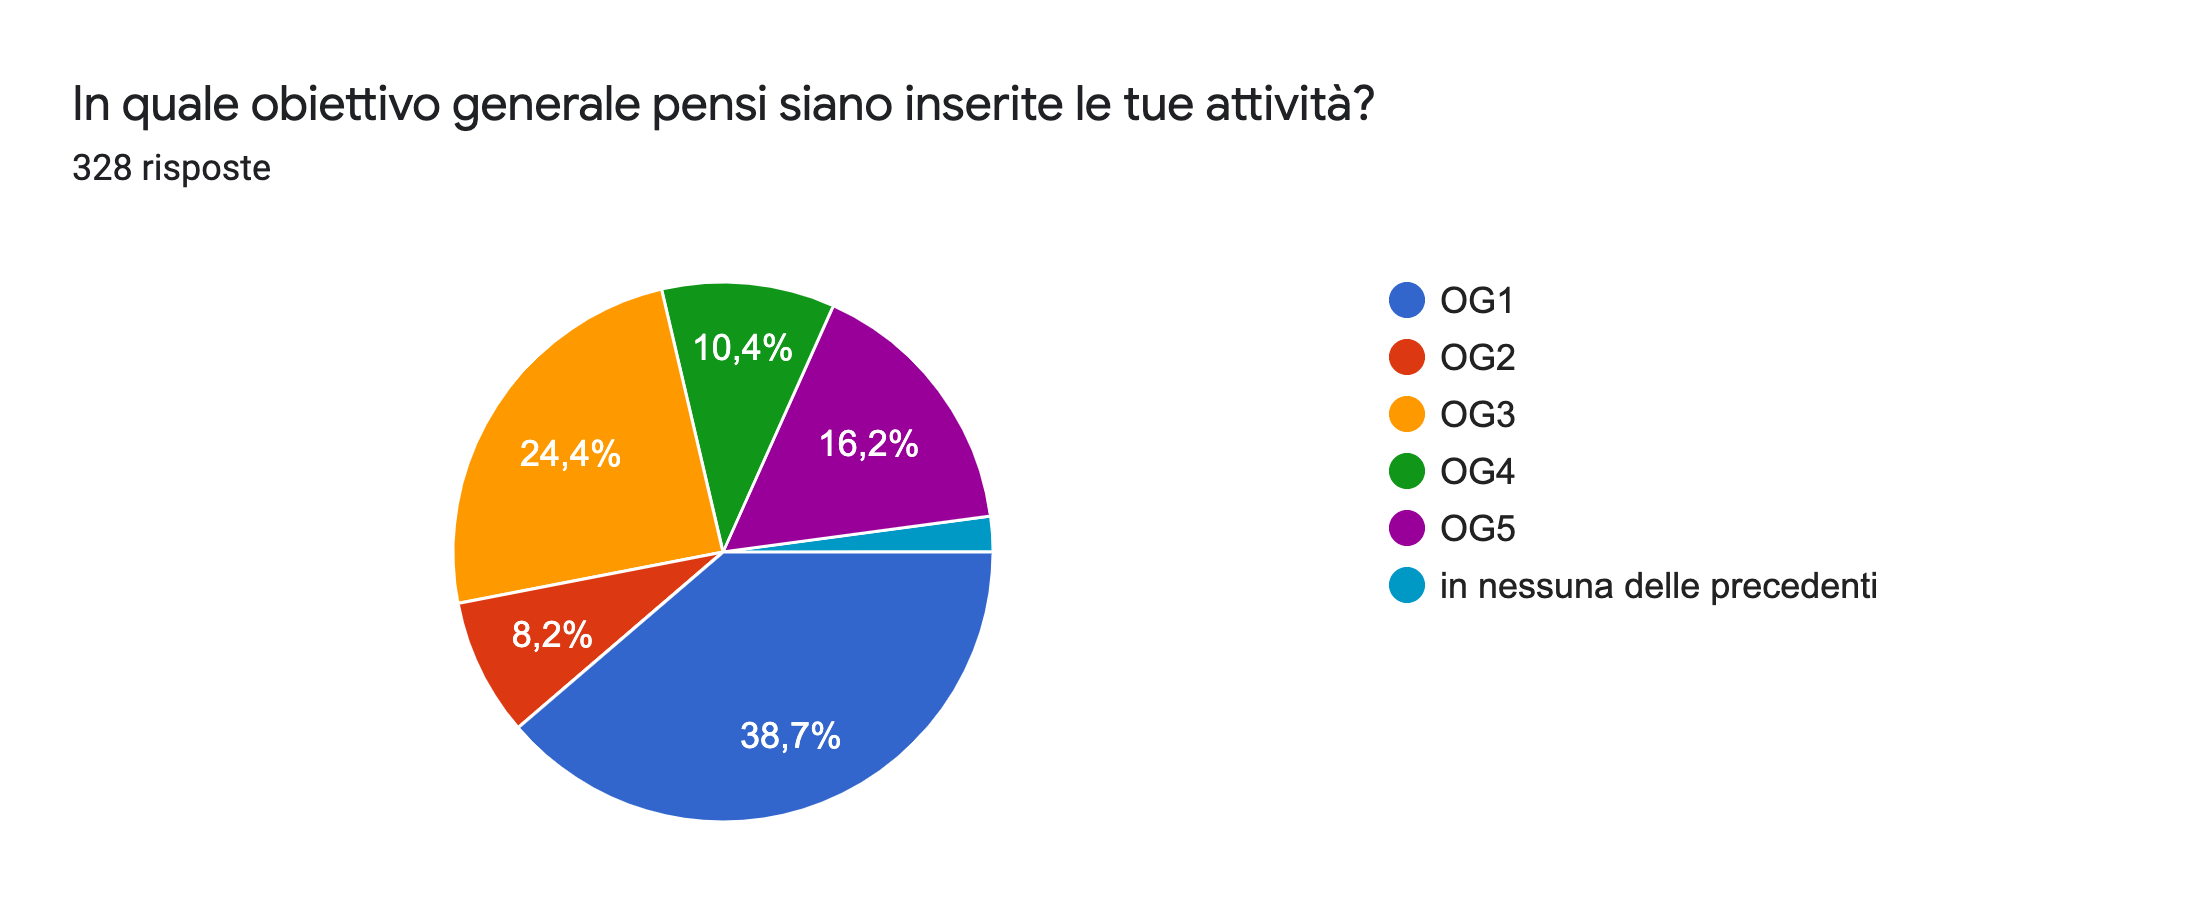 In quale obiettivo generale pensi siano inserite le tue attività?
328 risposte
10,4%
16,2%
24,4%
8,2%
38,7%
OG1
OG2
OG3
OG4
OG5
in nessuna delle precedenti